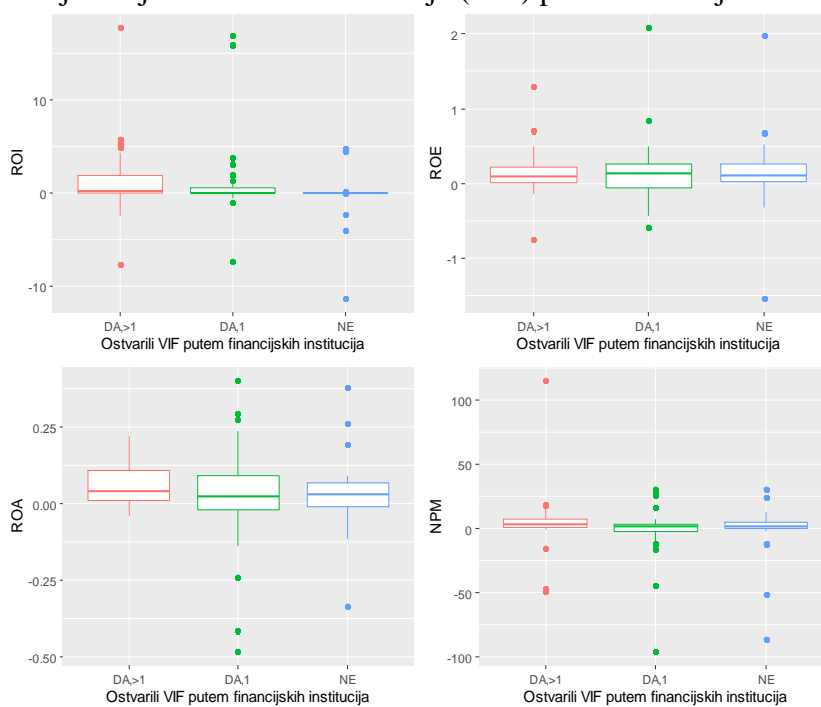 ROI
10
0
-10
DA,>1
DA,1
NE
Ostvarili VIF putem financijskih institucija
ROE
2
1
0
-1
DA,>1
DA,1
NE
Ostvarili VIF putem financijskih institucija
ROA
0.25
0.00
-0.25
-0.50
DA,>1
DA,1
NE
Ostvarili VIF putem financijskih institucija
NPM
100
50
0
-50
-100
DA,>1
DA,1
NE
Ostvarili VIF putem financijskih institucija